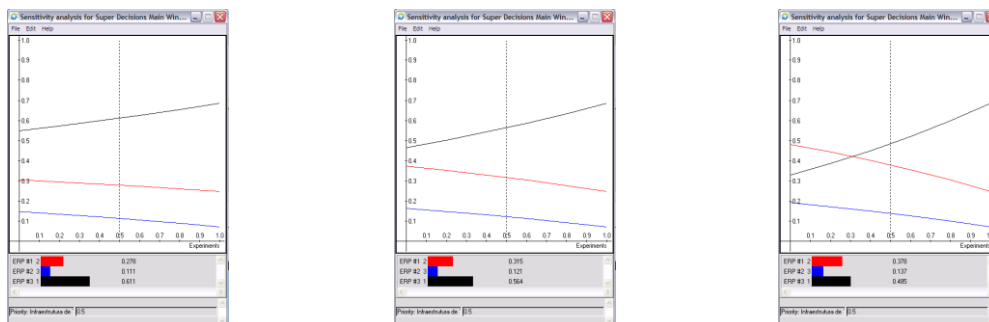 Sensitivity analysis for Super Decisions Main Win...
File Edit Help
1.0
0.9
0.8
0.7
0.6
0.5
0.4
0.3
0.2
0.1
0.1 0.2 0.3 0.4 0.5 0.6 0.7 0.8 0.9 1.0
Experiments
ERP #1 2 0.278
ERP #2 3 0.111
ERP #3 1 0.611
Priority: Infraestrutura de 0.5
Sensitivity analysis for Super Decisions Main Win...
File Edit Help
1.0
0.9
0.8
0.7
0.6
0.5
0.4
0.3
0.2
0.1
0.1 0.2 0.3 0.4 0.5 0.6 0.7 0.8 0.9 1.0
Experiments
ERP #1 2 0.315
ERP #2 3 0.121
ERP #3 1 0.564
Priority: Infraestrutura de 0.5
Sensitivity analysis for Super Decisions Main Win...
File Edit Help
1.0
0.9
0.8
0.7
0.6
0.5
0.4
0.3
0.2
0.1
0.1 0.2 0.3 0.4 0.5 0.6 0.7 0.8 0.9
Experiments
ERP #1 2 0.378
ERP #2 3 0.137
ERP #3 1 0.485
Priority: Infraestrutura de 0.5